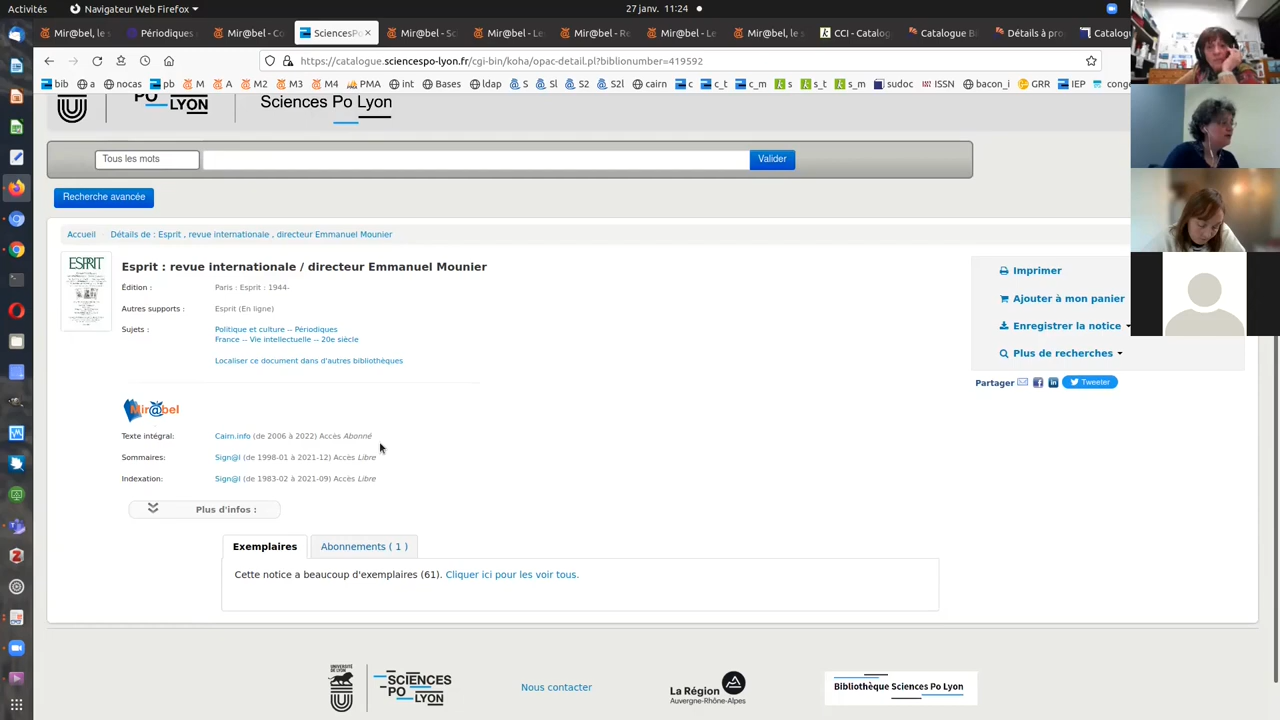 Activités
Navigateur Web Firefox
27 janv. 11:24
Mir@bel, le s
Périodiques
Mir@bel - Co
SciencesPo-
Mir@bel - Sc
Mir@bel - Le
Mir@bel - Re
Mir@bel - Le
CCI - Catalog
Catalogue Bi
Détails à pro
Catalog
https://catalogue.sciencespo-lyon.fr/cgi-bin/koha/opac-detail.pl?biblionumber=419592
bib a nocas pb M A M2 M3 M4 PMA int Bases ldap S Sl S2 S2l cairn c c_t c_m s s_t s_m sudoc ISSN bacon_i GRR IEP cong
PO LYON
Sciences Po Lyon
Tous les mots
Valider
Recherche avancée
Accueil
Détails de : Esprit , revue internationale , directeur Emmanuel Mounier
ESPRIT
Esprit : revue internationale / directeur Emmanuel Mounier
Édition : Paris : Esprit : 1944-
Autres supports : Esprit (En ligne)
Sujets : Politique et culture -- Périodiques
France -- Vie intellectuelle -- 20e siècle
Localiser ce document dans d'autres bibliothèques
Mir@bel
Texte intégral: Cairn.info (de 2006 à 2022) Accès Abonné
Sommaires: Sign@l (de 1998-01 à 2021-12) Accès Libre
Indexation: Sign@l (de 1983-02 à 2021-09) Accès Libre
Plus d'infos :
Exemplaires
Abonnements ( 1 )
Cette notice a beaucoup d'exemplaires (61). Cliquer ici pour les voir tous.
Imprimer
Ajouter à mon panier
Enregistrer la notice
Plus de recherches
Partager
Tweeter
UNIVERSITÉ
DE LYON
SCIENCES
PO
LYON
Nous contacter
La Région
Auvergne-Rhône-Alpes
Bibliothèque Sciences Po Lyon